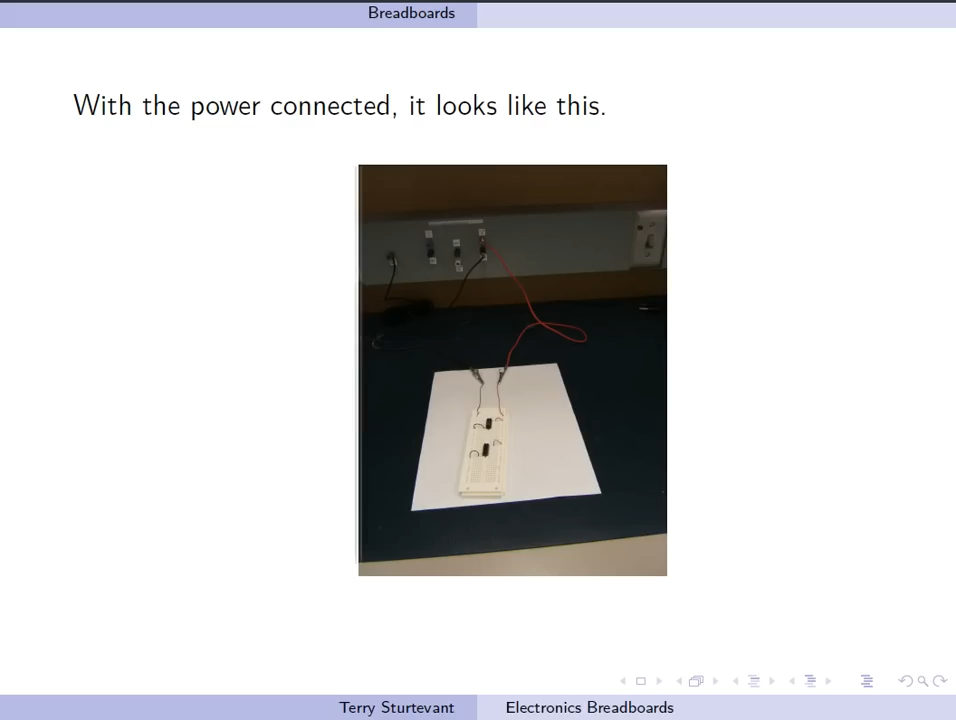 Breadboards
With the power connected, it looks like this.
Terry Sturtevant
Electronics Breadboards